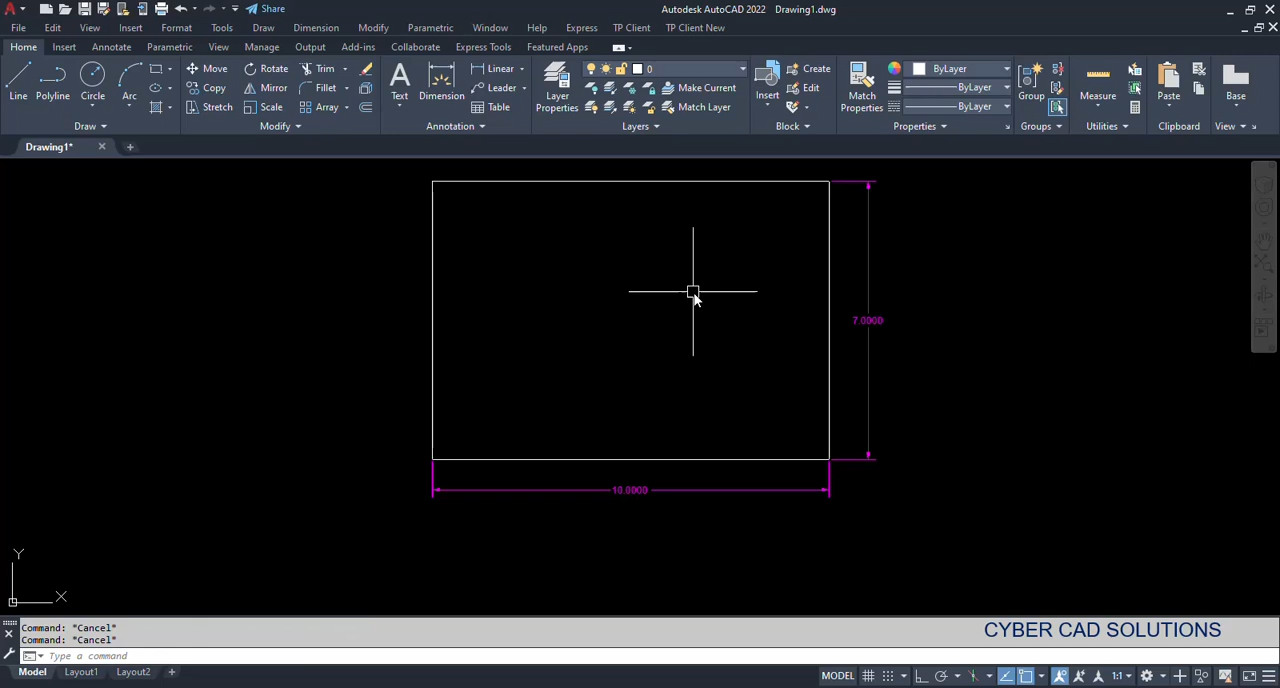 Share
Autodesk AutoCAD 2022 Drawing1.dwg
File Edit View Insert Format Tools Draw Dimension Modify Parametric Window Help Express TP Client TP Client New
Home Insert Annotate Parametric View Manage Output Add-ins Collaborate Express Tools Featured Apps
Move Rotate Trim Linear 0 Create ByLayer
Line Polyline Circle Arc Copy Mirror Fillet Text Dimension Leader Layer Properties Make Current Insert Edit Match Properties ByLayer Group Measure Paste Base
Stretch Scale Array Table Match Layer ByLayer
Draw Modify Annotation Layers Block Properties Groups Utilities Clipboard View
Drawing1*
7.0000
10.0000
Y
X
Command: *Cancel*
Command: *Cancel*
CYBER CAD SOLUTIONS
Type a command
Model Layout1 Layout2 MODEL 1:1